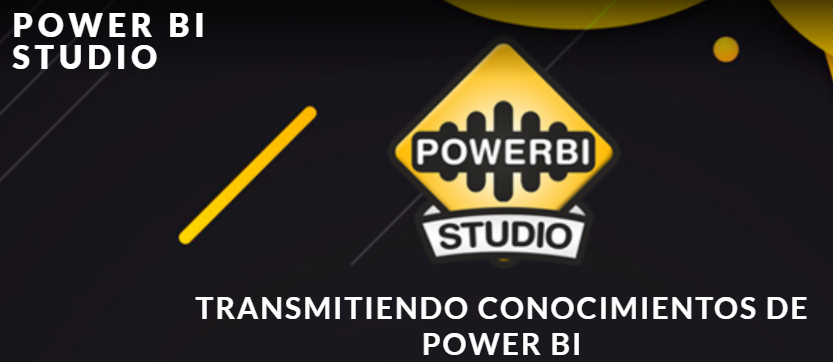 POWER BI
STUDIO
POWERBI
STUDIO
TRANSMITIENDO CONOCIMIENTOS DE
POWER BI